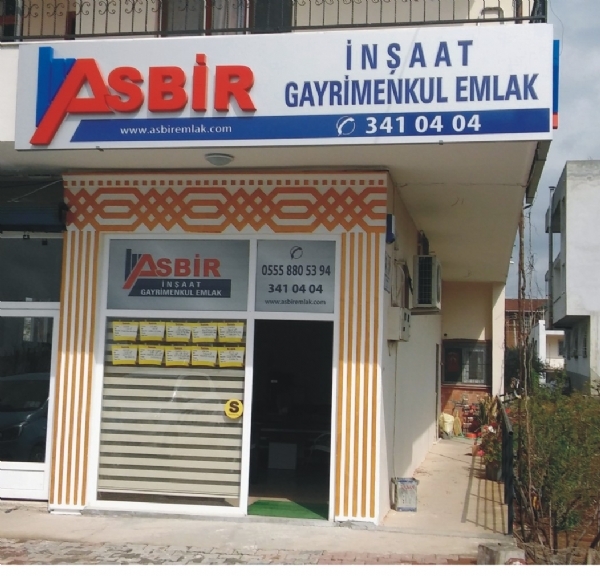 ASBİR
İNŞAAT
GAYRİMENKUL EMLAK
www.asbiremlak.com
341 04 04
ASBİR
İNŞAAT
GAYRİMENKUL EMLAK
0555 880 53 94
341 04 04
www.asbiremlak.com
S